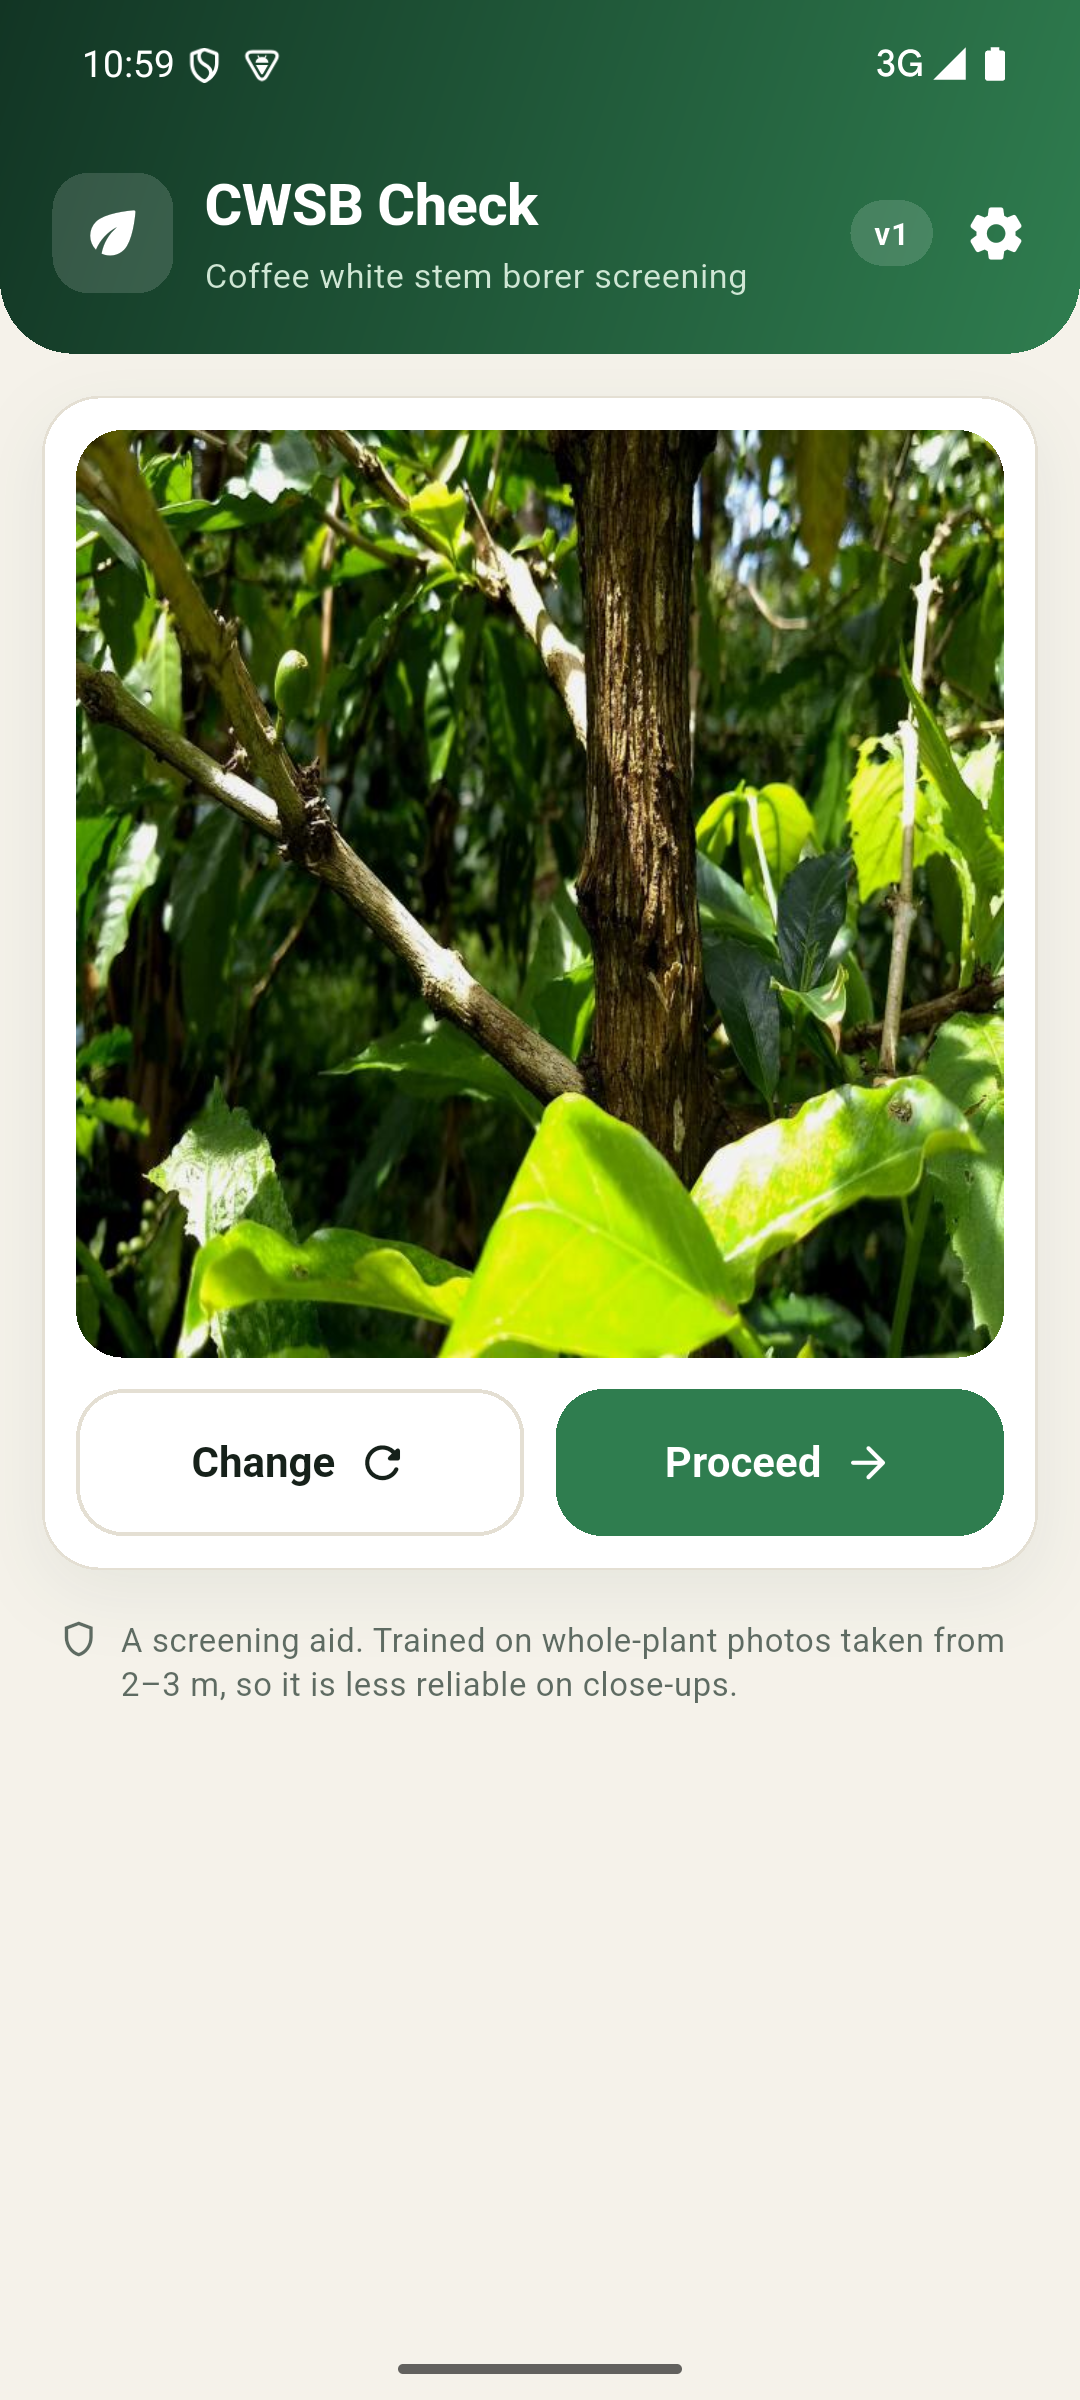 10:59
3G
CWSB Check
Coffee white stem borer screening
v1
Change
Proceed
A screening aid. Trained on whole-plant photos taken from
2–3 m, so it is less reliable on close-ups.